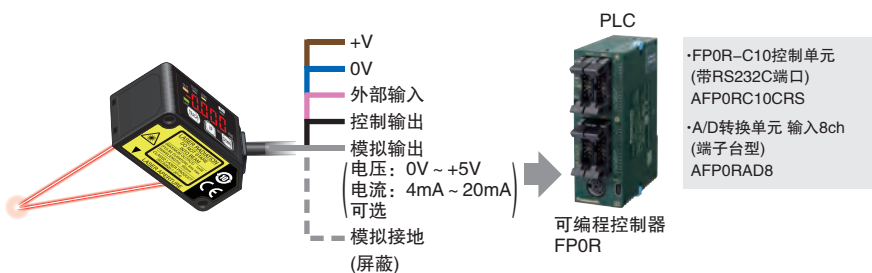 PLC
+V
0V
外部输入
控制输出
模拟输出
电压：0V ~ +5V
电流：4mA ~ 20mA
可选
模拟接地
(屏蔽)
可编程控制器
FP0R
·FP0R-C10控制单元
(带RS232C端口)
AFP0RC10CRS
·A/D转换单元 输入8ch
(端子台型)
AFP0RAD8